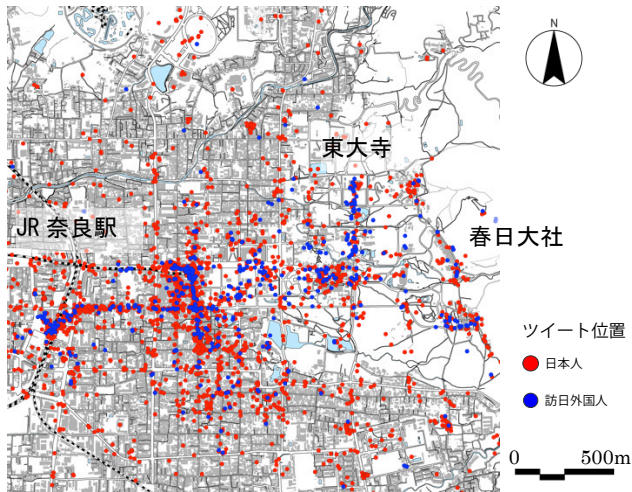 N
東大寺
JR 奈良駅
春日大社
ツイート位置
日本人
訪日外国人
0 500m